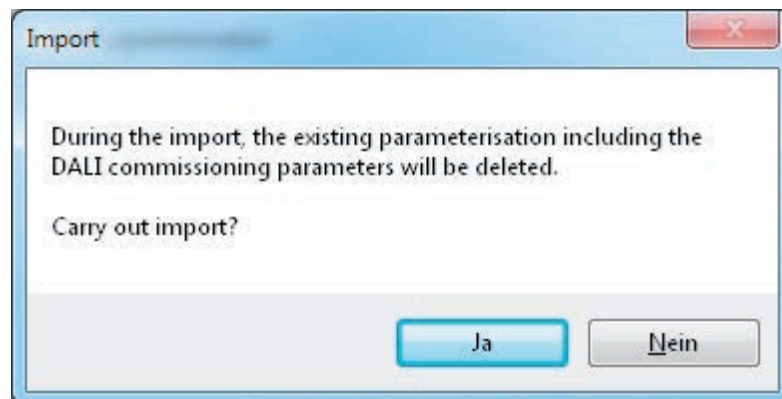 Import
During the import, the existing parameterisation including the
DALI commissioning parameters will be deleted.
Carry out import?
Ja
Nein